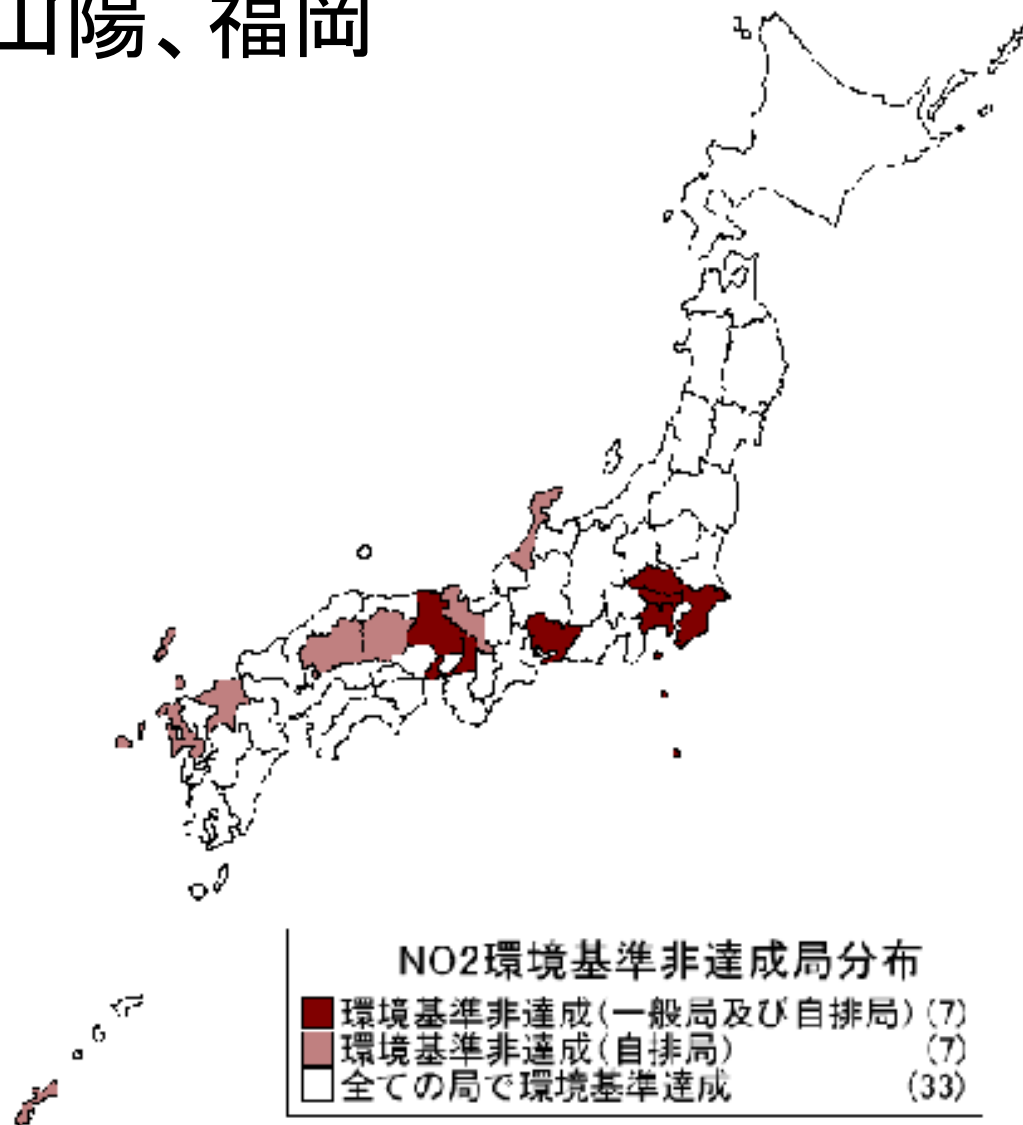 山陽、福岡
NO2環境基準非達成局分布
環境基準非達成(一般局及び自排局) (7)
環境基準非達成(自排局) (7)
全ての局で環境基準達成 (33)